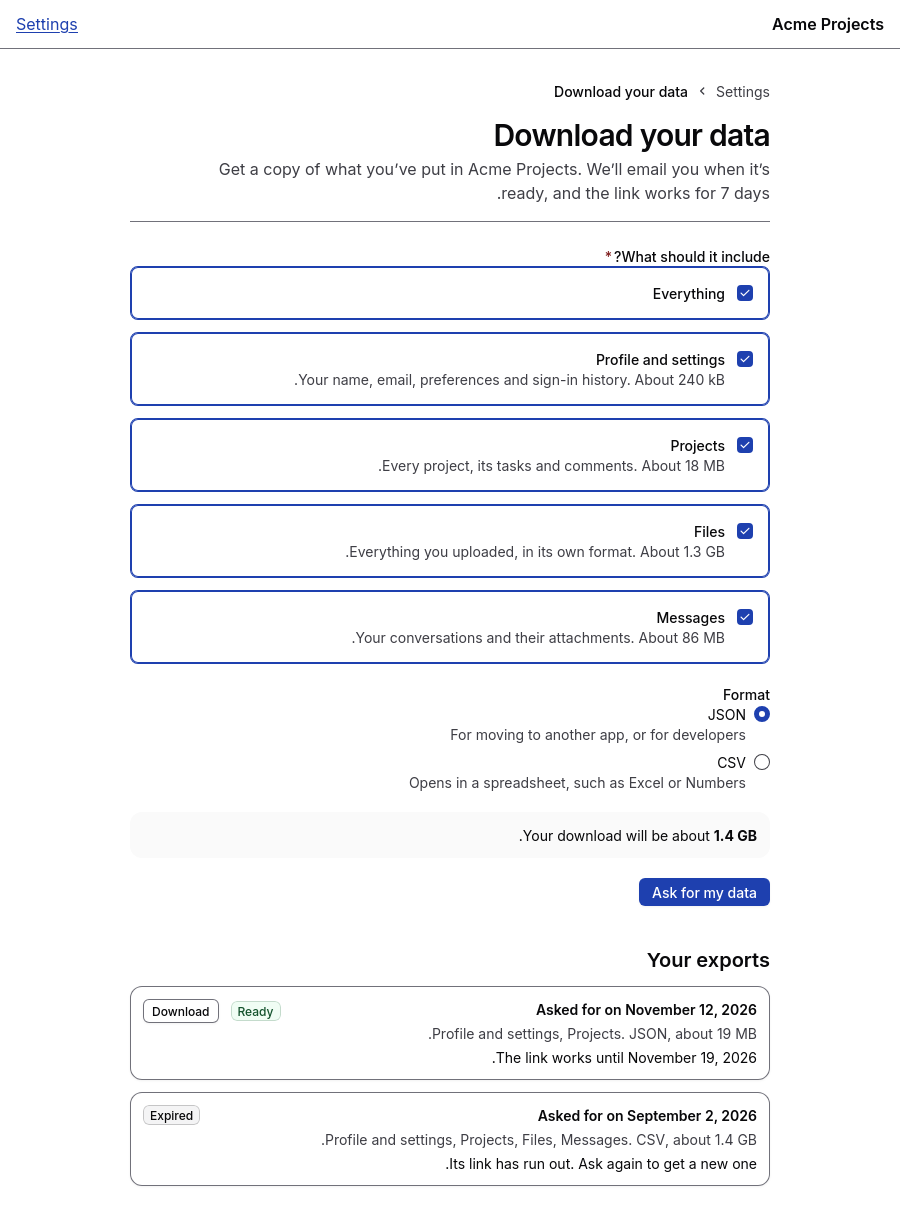 Acme Projects
Settings
Settings
Download your data
Download your data
Get a copy of what you’ve put in Acme Projects. We’ll email you when it’s
ready, and the link works for 7 days.
What should it include? *
Everything
Profile and settings
Your name, email, preferences and sign-in history. About 240 kB.
Projects
Every project, its tasks and comments. About 18 MB.
Files
Everything you uploaded, in its own format. About 1.3 GB.
Messages
Your conversations and their attachments. About 86 MB.
Format
JSON
For moving to another app, or for developers
CSV
Opens in a spreadsheet, such as Excel or Numbers
Your download will be about 1.4 GB.
Ask for my data
Your exports
Asked for on November 12, 2026
Ready
Download
Profile and settings, Projects. JSON, about 19 MB.
The link works until November 19, 2026.
Asked for on September 2, 2026
Expired
Profile and settings, Projects, Files, Messages. CSV, about 1.4 GB.
Its link has run out. Ask again to get a new one.